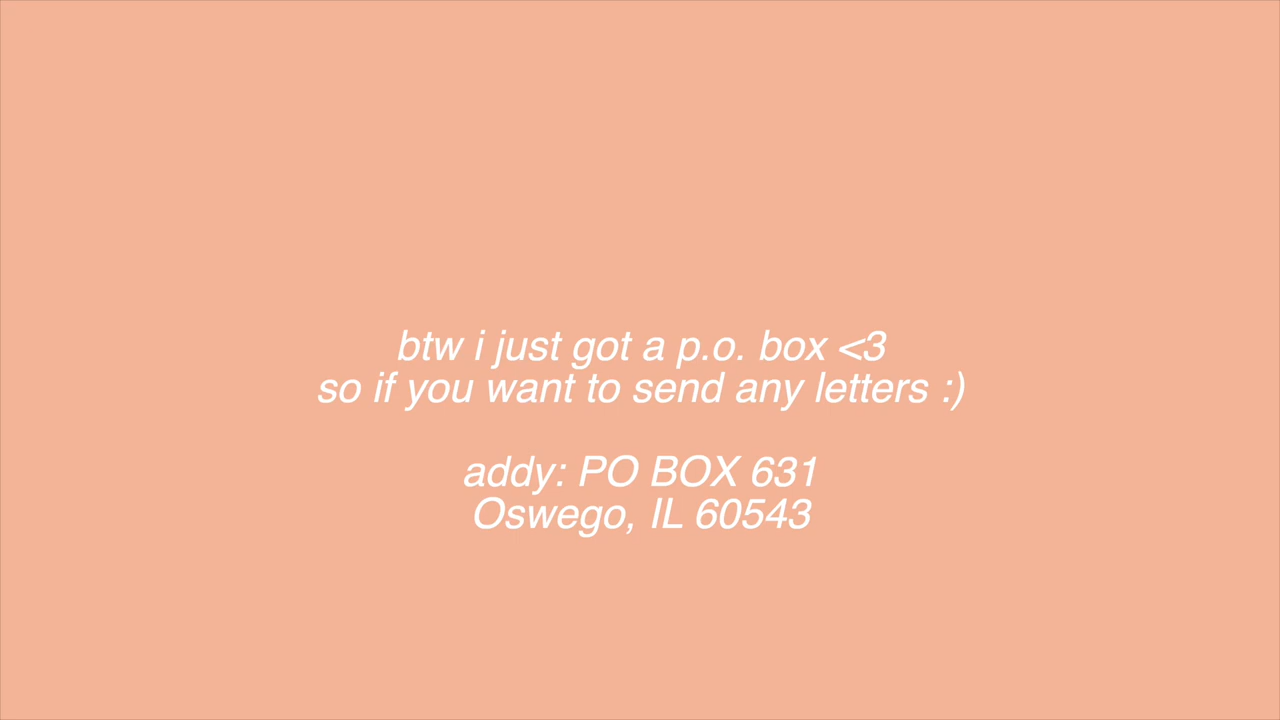 btw i just got a p.o. box <3
so if you want to send any letters :)
addy: PO BOX 631
Oswego, IL 60543